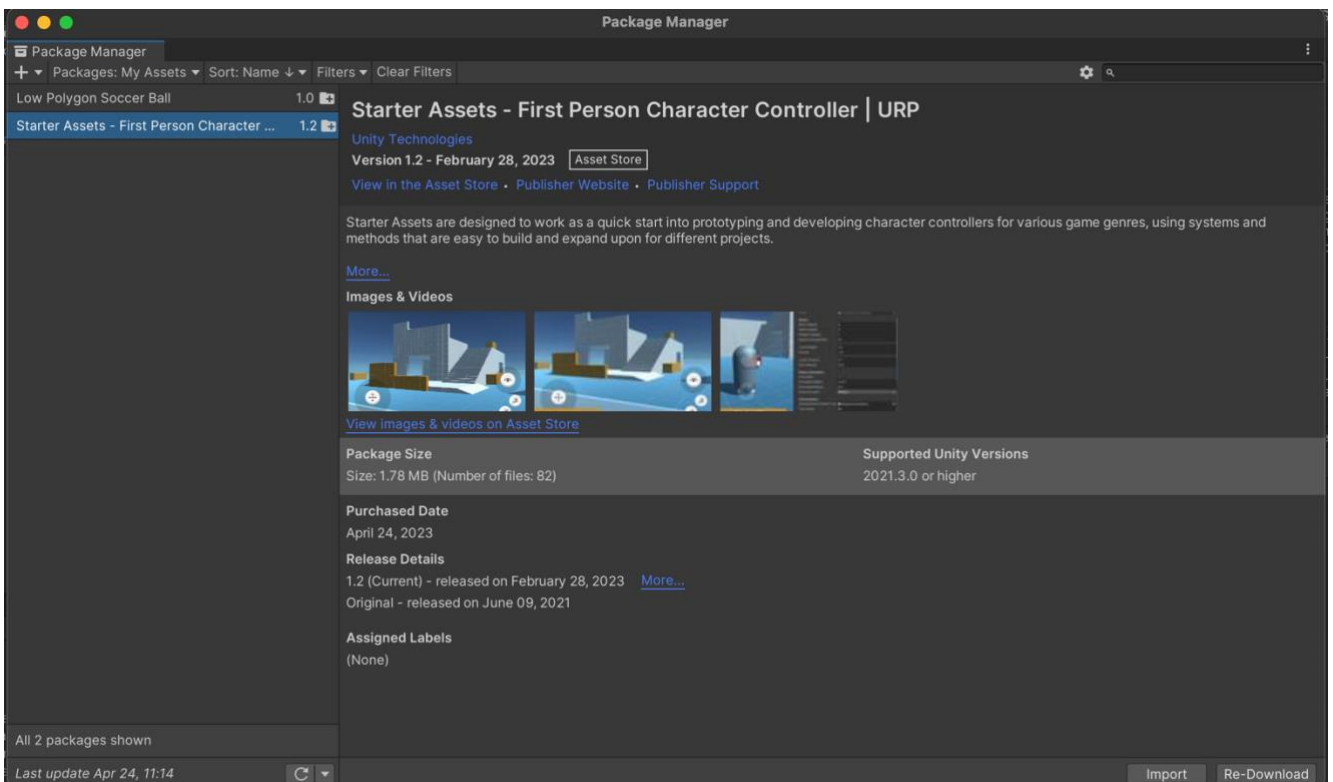 Package Manager
Package Manager
Packages: My Assets Sort: Name ↓ Filters Clear Filters
Low Polygon Soccer Ball 1.0
Starter Assets - First Person Character ... 1.2
Starter Assets - First Person Character Controller | URP
Unity Technologies
Version 1.2 - February 28, 2023 Asset Store
View in the Asset Store • Publisher Website • Publisher Support
Starter Assets are designed to work as a quick start into prototyping and developing character controllers for various game genres, using systems and
methods that are easy to build and expand upon for different projects.
More...
Images & Videos
View images & videos on Asset Store
Package Size
Size: 1.78 MB (Number of files: 82)
Supported Unity Versions
2021.3.0 or higher
Purchased Date
April 24, 2023
Release Details
1.2 (Current) - released on February 28, 2023 More...
Original - released on June 09, 2021
Assigned Labels
(None)
All 2 packages shown
Last update Apr 24, 11:14
Import Re-Download